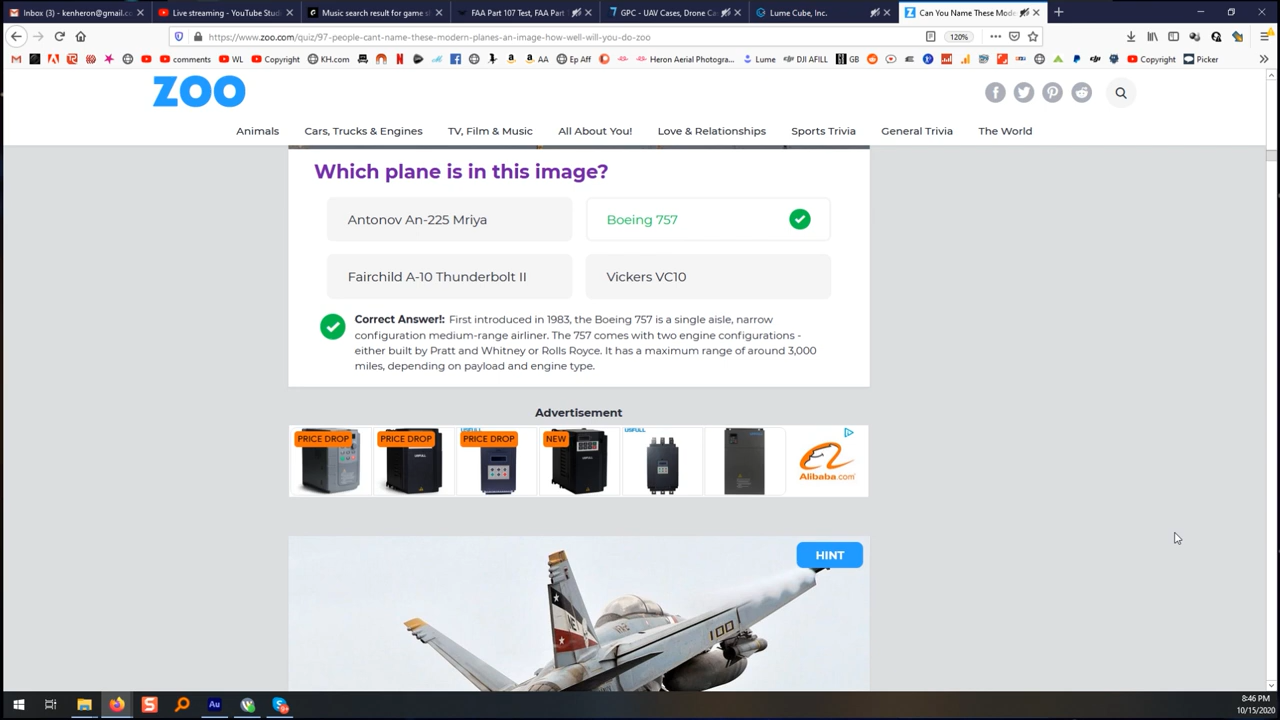 Inbox (3) - kenheron@gmail.c
Live streaming - YouTube Stud
Music search result for game sh
FAA Part 107 Test, FAA Part
GPC - UAV Cases, Drone Ca
Lume Cube, Inc.
Can You Name These Mode
https://www.zoo.com/quiz/97-people-cant-name-these-modern-planes-an-image-how-well-will-you-do-zoo
120%
comments
WL
Copyright
KH.com
AA
Ep Aff
Heron Aerial Photogra...
Lume
DJI AFILL
GB
Copyright
Picker
ZOO
Animals
Cars, Trucks & Engines
TV, Film & Music
All About You!
Love & Relationships
Sports Trivia
General Trivia
The World
Which plane is in this image?
Antonov An-225 Mriya
Boeing 757
Fairchild A-10 Thunderbolt II
Vickers VC10
Correct Answer!: First introduced in 1983, the Boeing 757 is a single aisle, narrow
configuration medium-range airliner. The 757 comes with two engine configurations -
either built by Pratt and Whitney or Rolls Royce. It has a maximum range of around 3,000
miles, depending on payload and engine type.
Advertisement
PRICE DROP
PRICE DROP
PRICE DROP
NEW
Alibaba.com
HINT
100
8:46 PM
10/15/2020